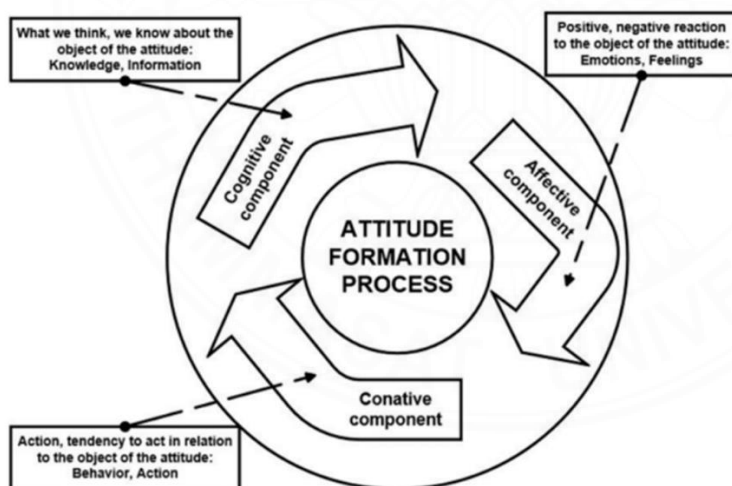 What we think, we know about the
object of the attitude:
Knowledge, Information
Positive, negative reaction
to the object of the attitude:
Emotions, Feelings
Cognitive
component
Affective
component
ATTITUDE
FORMATION
PROCESS
Conative
component
Action, tendency to act in relation
to the object of the attitude:
Behavior, Action